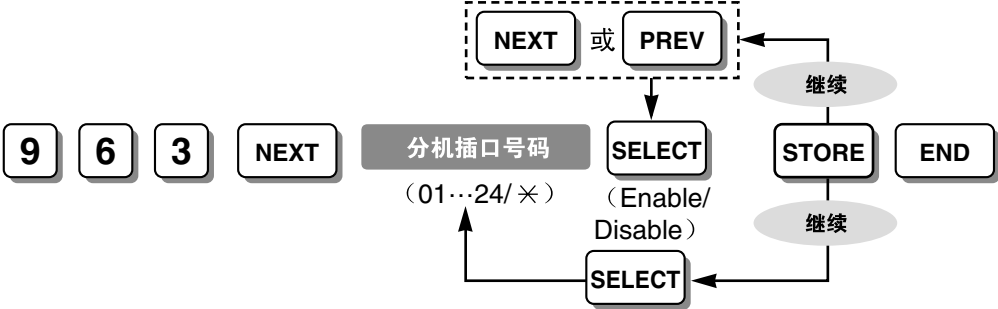 NEXT 或 PREV
继续
9 6 3 NEXT 分机插口号码 SELECT STORE END
(01…24/✳) (Enable/
Disable)
继续
SELECT